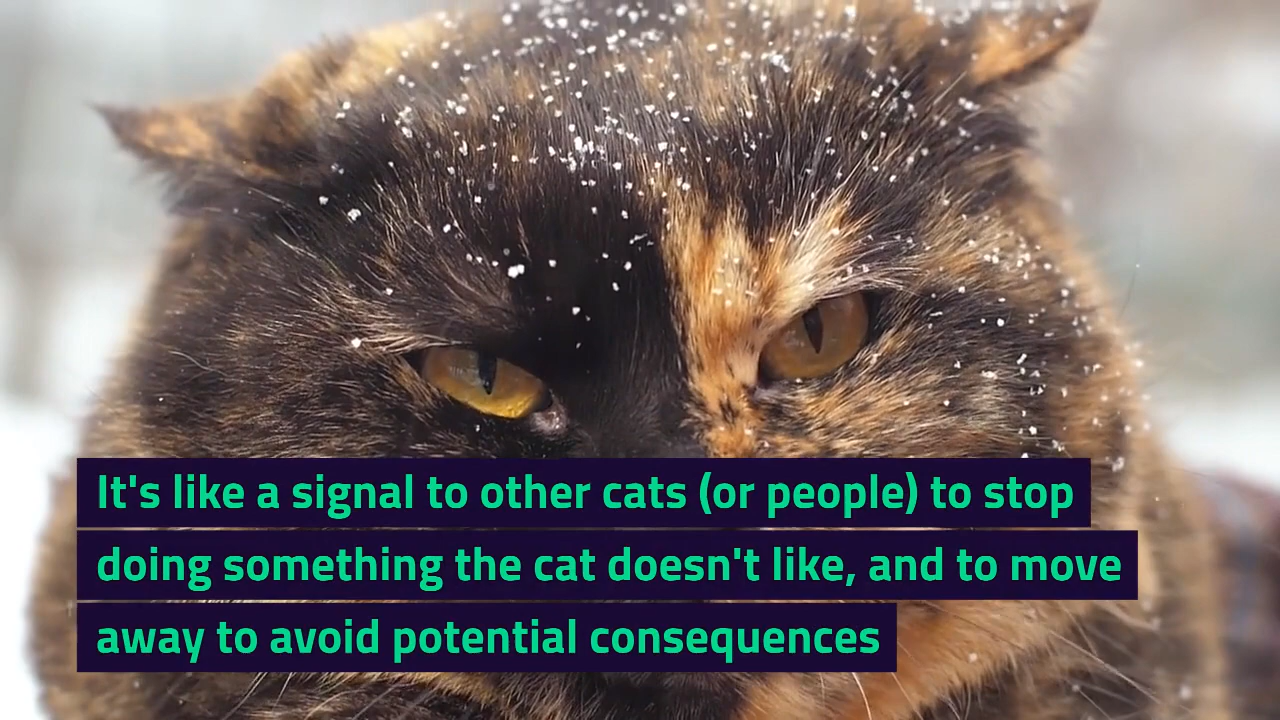 It's like a signal to other cats (or people) to stop
doing something the cat doesn't like, and to move
away to avoid potential consequences